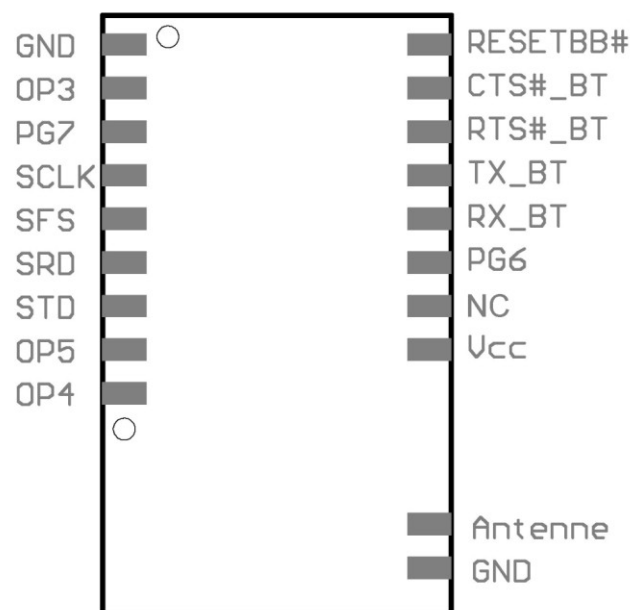 GND
OP3
PG7
SCLK
SFS
SRD
STD
OP5
OP4
RESETBB#
CTS#_BT
RTS#_BT
TX_BT
RX_BT
PG6
NC
Vcc
Antenne
GND